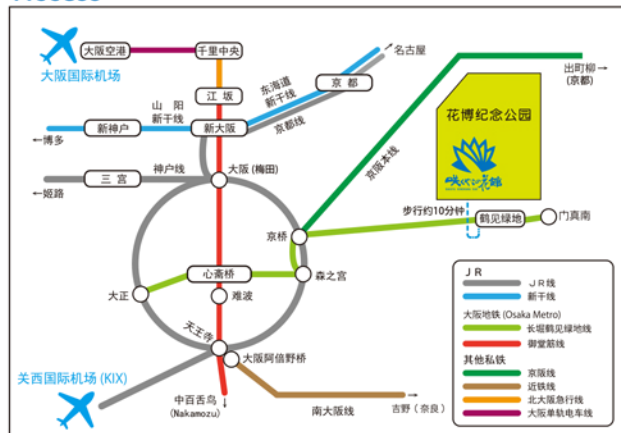 大阪空港
千里中央
大阪国际机场
名古屋
出町柳→
(京都)
江坂
京都
东海道
新干线
山阳
新干线
新神户
新大阪
←博多
京都线
花博纪念公园
咲くやこの花館
京阪本线
三宫
神户线
大阪(梅田)
←姬路
步行约10分钟
鹤见绿地
门真南
京桥
心斋桥
森之宫
大正
难波
天王寺
大阪阿倍野桥
关西国际机场 (KIX)
中百舌鸟
(Nakamozu)
南大阪线
吉野(奈良)
JR
JR线
新干线
大阪地铁 (Osaka Metro)
长堀鹤见绿地线
御堂筋线
其他私铁
京阪线
近铁线
北大阪急行线
大阪单轨电车线